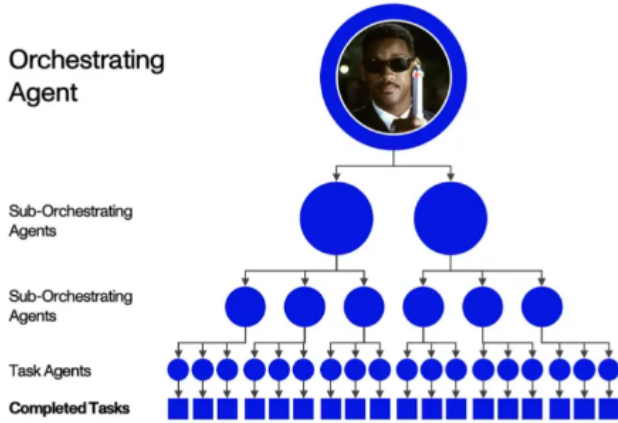 Orchestrating
Agent
Sub-Orchestrating
Agents
Sub-Orchestrating
Agents
Task Agents
Completed Tasks